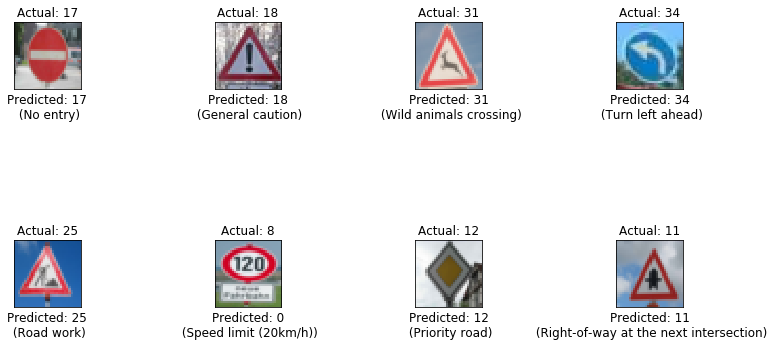 Actual: 17
Actual: 18
Actual: 31
Actual: 34
Predicted: 17
(No entry)
Predicted: 18
(General caution)
Predicted: 31
(Wild animals crossing)
Predicted: 34
(Turn left ahead)
Actual: 25
Actual: 8
Actual: 12
Actual: 11
120
Predicted: 25
(Road work)
Predicted: 0
(Speed limit (20km/h))
Predicted: 12
(Priority road)
Predicted: 11
(Right-of-way at the next intersection)